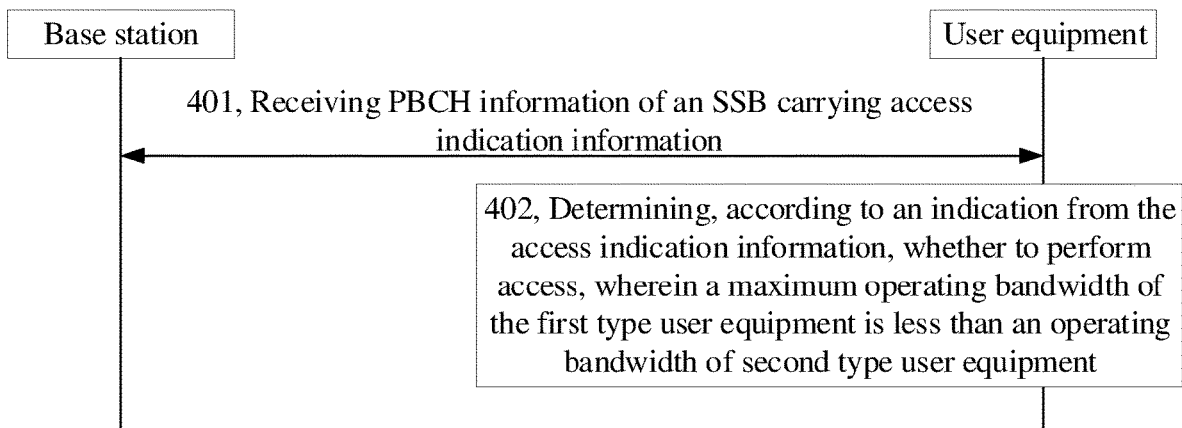 Base station
User equipment
401, Receiving PBCH information of an SSB carrying access
indication information
402, Determining, according to an indication from the
access indication information, whether to perform
access, wherein a maximum operating bandwidth of
the first type user equipment is less than an operating
bandwidth of second type user equipment